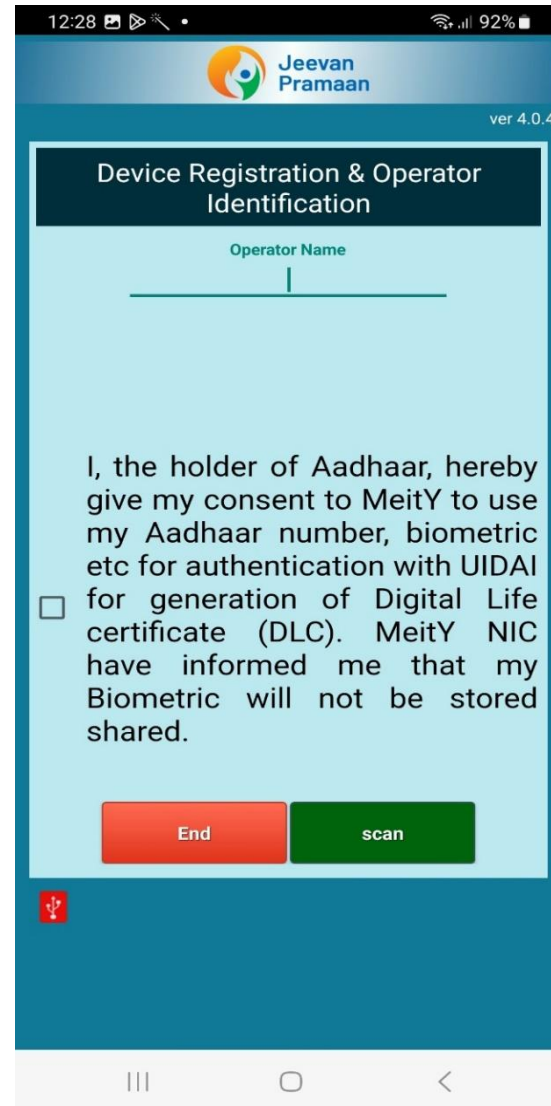 12:28 92%
Jeevan
Pramaan
ver 4.0.4
Device Registration & Operator
Identification
Operator Name
I, the holder of Aadhaar, hereby
give my consent to MeitY to use
my Aadhaar number, biometric
etc for authentication with UIDAI
for generation of Digital Life
certificate (DLC). MeitY NIC
have informed me that my
Biometric will not be stored
shared.
End scan